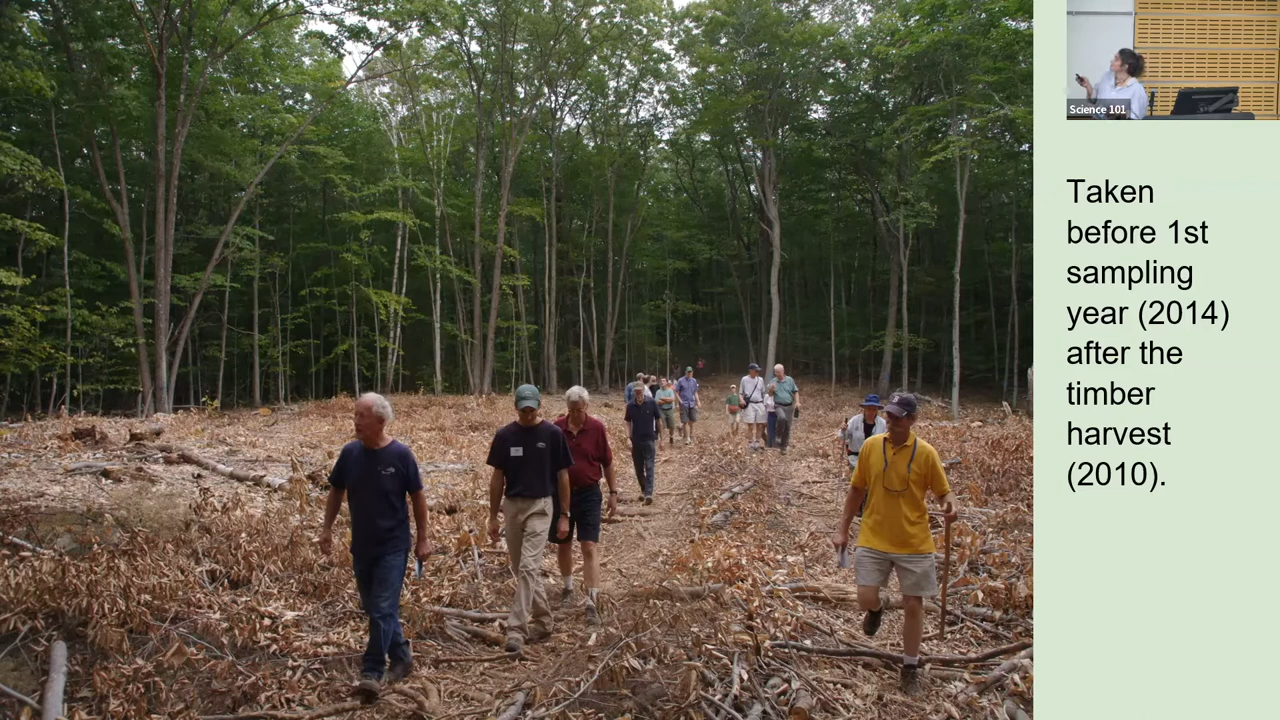 Science 101
Taken
before 1st
sampling
year (2014)
after the
timber
harvest
(2010).